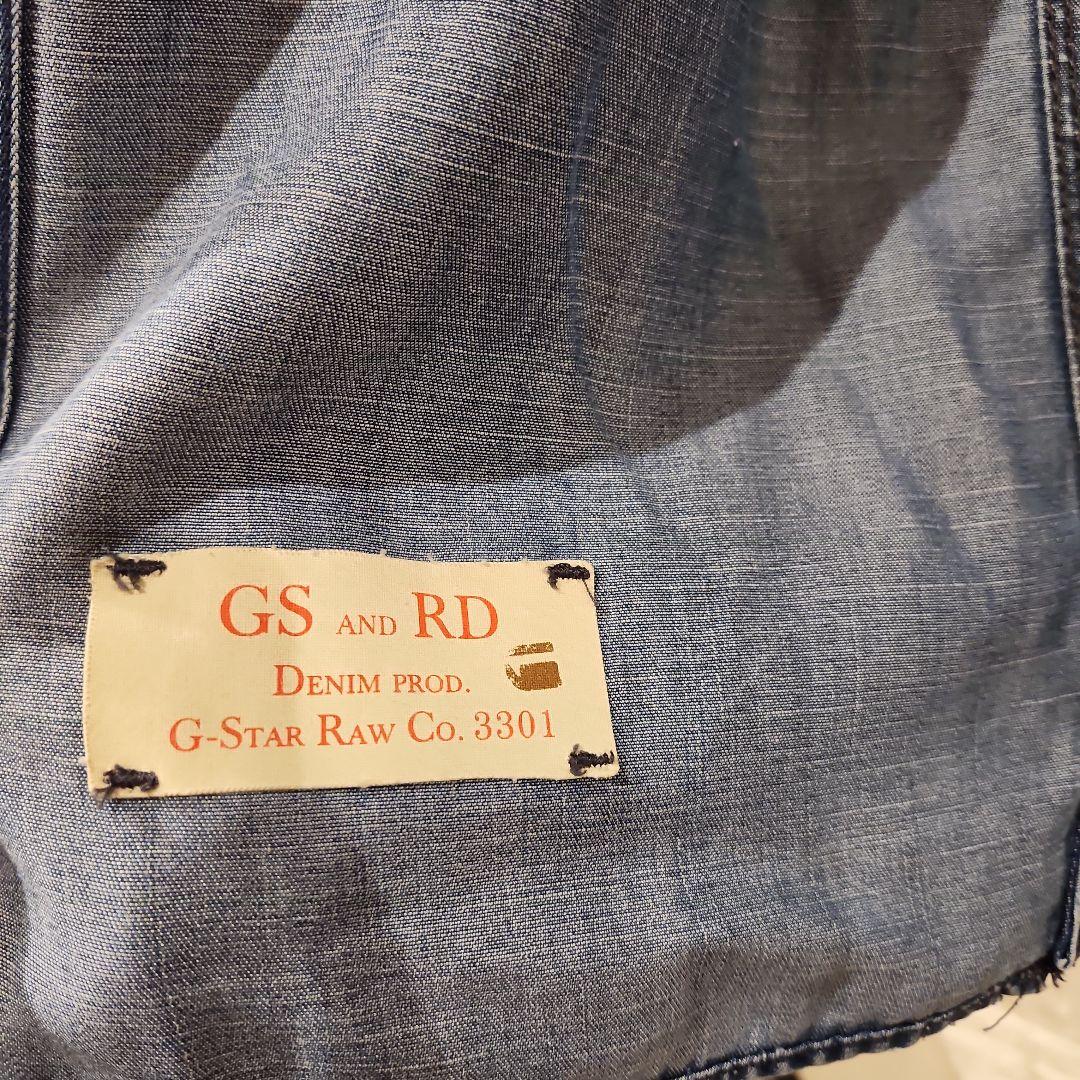 GS AND RD
DENIM PROD.
G-STAR RAW CO. 3301